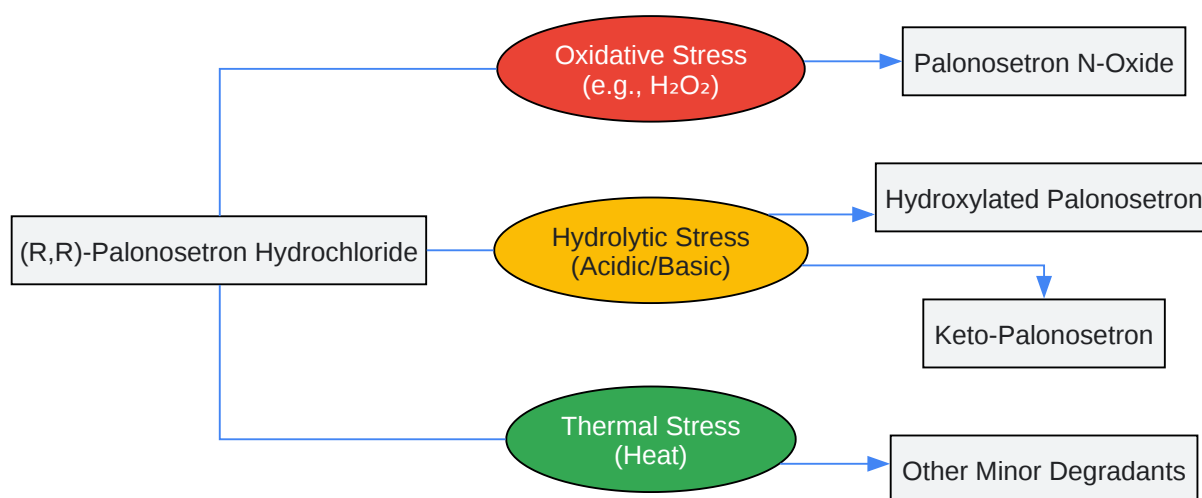 Oxidative Stress
(e.g., H₂O₂)
Palonosetron N-Oxide
Hydroxylated Palonosetron
(R,R)-Palonosetron Hydrochloride
Hydrolytic Stress
(Acidic/Basic)
Keto-Palonosetron
Thermal Stress
(Heat)
Other Minor Degradants